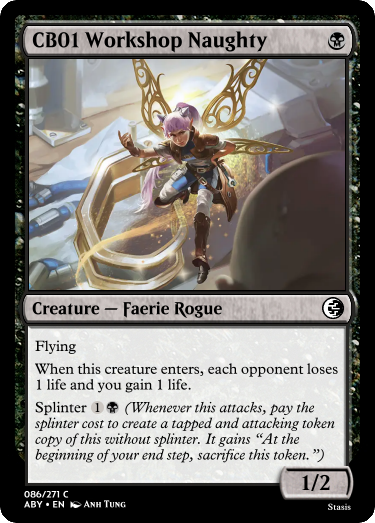 CB01 Workshop Naughty
Creature — Faerie Rogue
Flying
When this creature enters, each opponent loses
1 life and you gain 1 life.
Splinter 1 (Whenever this attacks, pay the
splinter cost to create a tapped and attacking token
copy of this without splinter. It gains “At the
beginning of your end step, sacrifice this token.”)
1/2
086/271 C
ABY • EN Anh Tung
Stasis